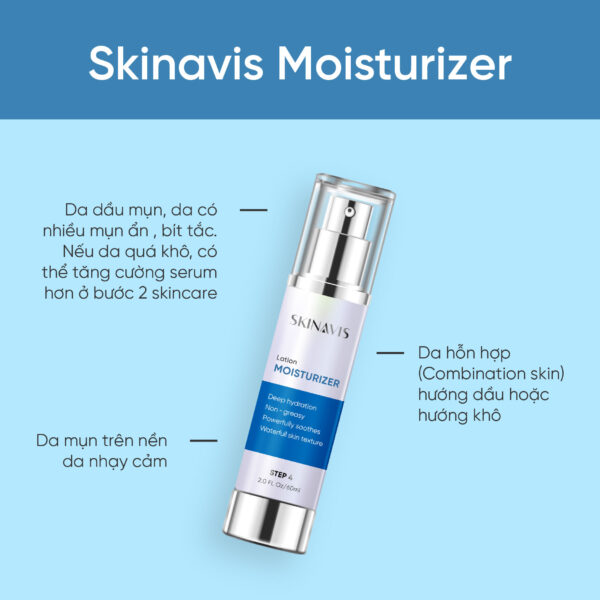 Skinavis Moisturizer
Da dầu mụn, da có
nhiều mụn ẩn , bít tắc.
Nếu da quá khô, có
thể tăng cường serum
hơn ở bước 2 skincare
SKINAVIS
Lotion
MOISTURIZER
Deep hydration
Non - greasy
Powerfully soothes
Waterfull skin texture
STEP 4
2.0 FL Oz/60ml
Da hỗn hợp
(Combination skin)
hướng dầu hoặc
hướng khô
Da mụn trên nền
da nhạy cảm